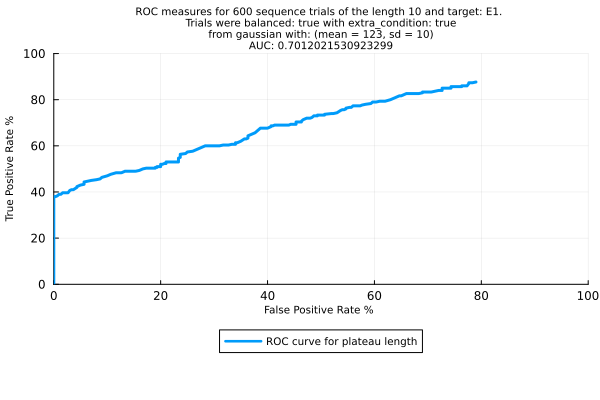 ROC measures for 600 sequence trials of the length 10 and target: E1.
Trials were balanced: true with extra_condition: true
from gaussian with: (mean = 123, sd = 10)
AUC: 0.7012021530923299
100
80
60
40
20
0
True Positive Rate %
0 20 40 60 80 100
False Positive Rate %
ROC curve for plateau length